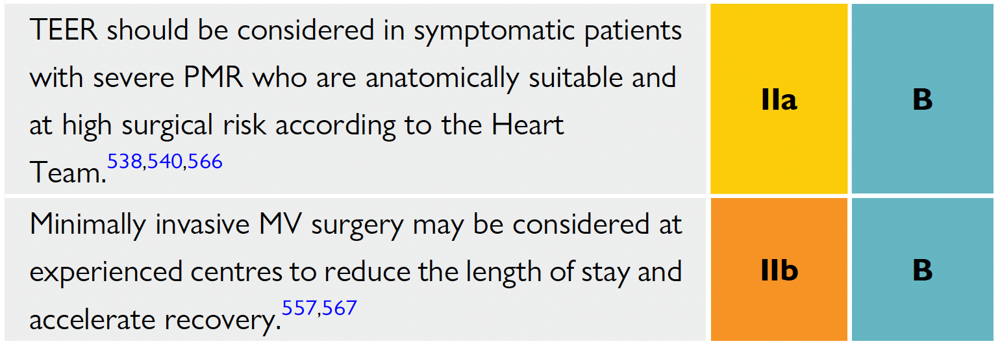 TEER should be considered in symptomatic patients
with severe PMR who are anatomically suitable and
at high surgical risk according to the Heart
Team.538,540,566
IIa
B
Minimally invasive MV surgery may be considered at
experienced centres to reduce the length of stay and
accelerate recovery.557,567
IIb
B